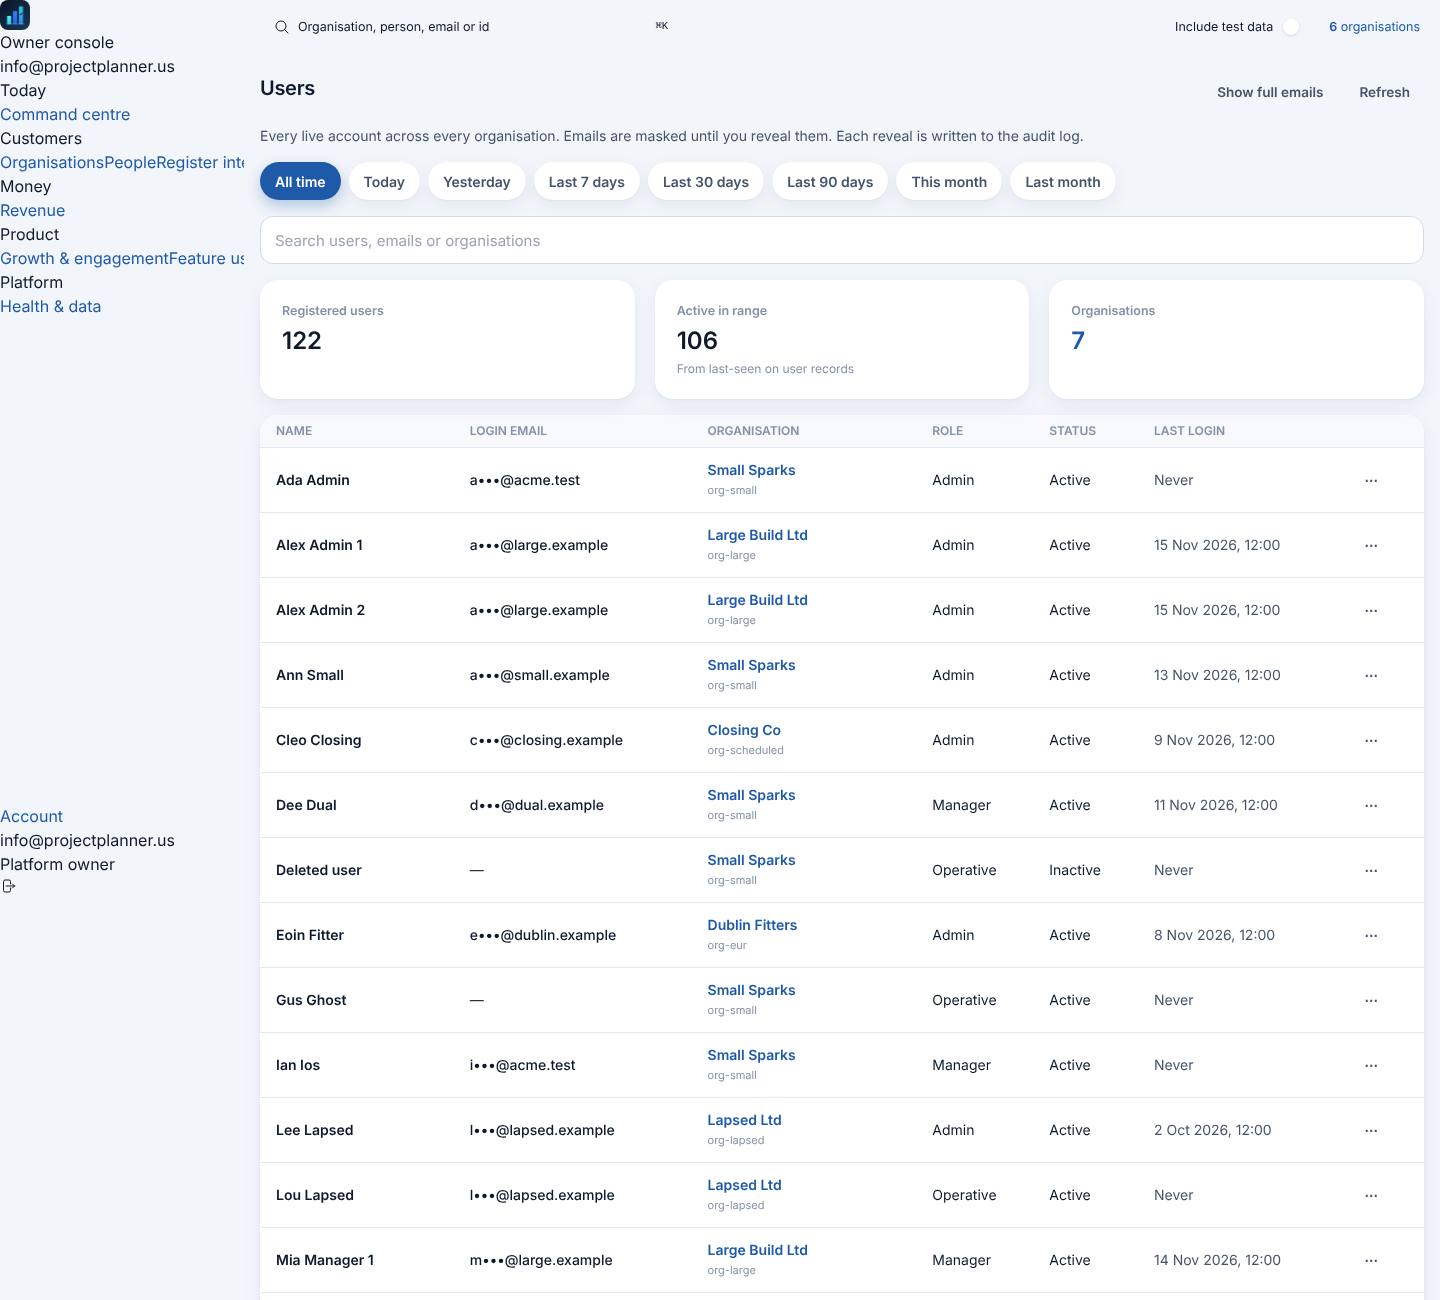 Owner console
info@projectplanner.us
Today
Command centre
Customers
OrganisationsPeopleRegister inte
Money
Revenue
Product
Growth & engagementFeature us
Platform
Health & data
Account
info@projectplanner.us
Platform owner
Organisation, person, email or id ⌘K Include test data 6 organisations
Users Show full emails Refresh
Every live account across every organisation. Emails are masked until you reveal them. Each reveal is written to the audit log.
All time Today Yesterday Last 7 days Last 30 days Last 90 days This month Last month
Search users, emails or organisations
Registered users
122
Active in range
106
From last-seen on user records
Organisations
7
NAME LOGIN EMAIL ORGANISATION ROLE STATUS LAST LOGIN
Ada Admin a•••@acme.test Small Sparks Admin Active Never ···
org-small
Alex Admin 1 a•••@large.example Large Build Ltd Admin Active 15 Nov 2026, 12:00 ···
org-large
Alex Admin 2 a•••@large.example Large Build Ltd Admin Active 15 Nov 2026, 12:00 ···
org-large
Ann Small a•••@small.example Small Sparks Admin Active 13 Nov 2026, 12:00 ···
org-small
Cleo Closing c•••@closing.example Closing Co Admin Active 9 Nov 2026, 12:00 ···
org-scheduled
Dee Dual d•••@dual.example Small Sparks Manager Active 11 Nov 2026, 12:00 ···
org-small
Deleted user — Small Sparks Operative Inactive Never ···
org-small
Eoin Fitter e•••@dublin.example Dublin Fitters Admin Active 8 Nov 2026, 12:00 ···
org-eur
Gus Ghost — Small Sparks Operative Active Never ···
org-small
Ian Ios i•••@acme.test Small Sparks Manager Active Never ···
org-small
Lee Lapsed l•••@lapsed.example Lapsed Ltd Admin Active 2 Oct 2026, 12:00 ···
org-lapsed
Lou Lapsed l•••@lapsed.example Lapsed Ltd Operative Active Never ···
org-lapsed
Mia Manager 1 m•••@large.example Large Build Ltd Manager Active 14 Nov 2026, 12:00 ···
org-large